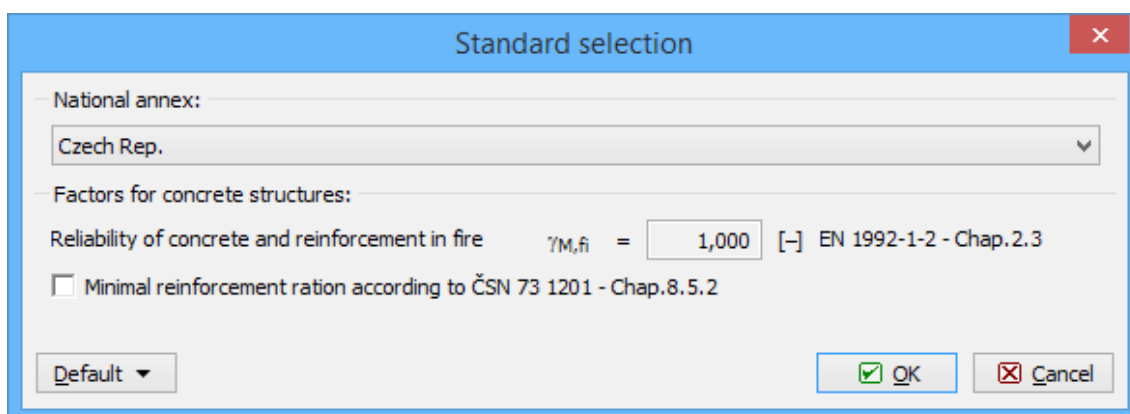 Standard selection
National annex:
Czech Rep.
Factors for concrete structures:
Reliability of concrete and reinforcement in fire γM,fi = 1,000 [–] EN 1992-1-2 - Chap.2.3
Minimal reinforcement ration according to ČSN 73 1201 - Chap.8.5.2
Default OK Cancel